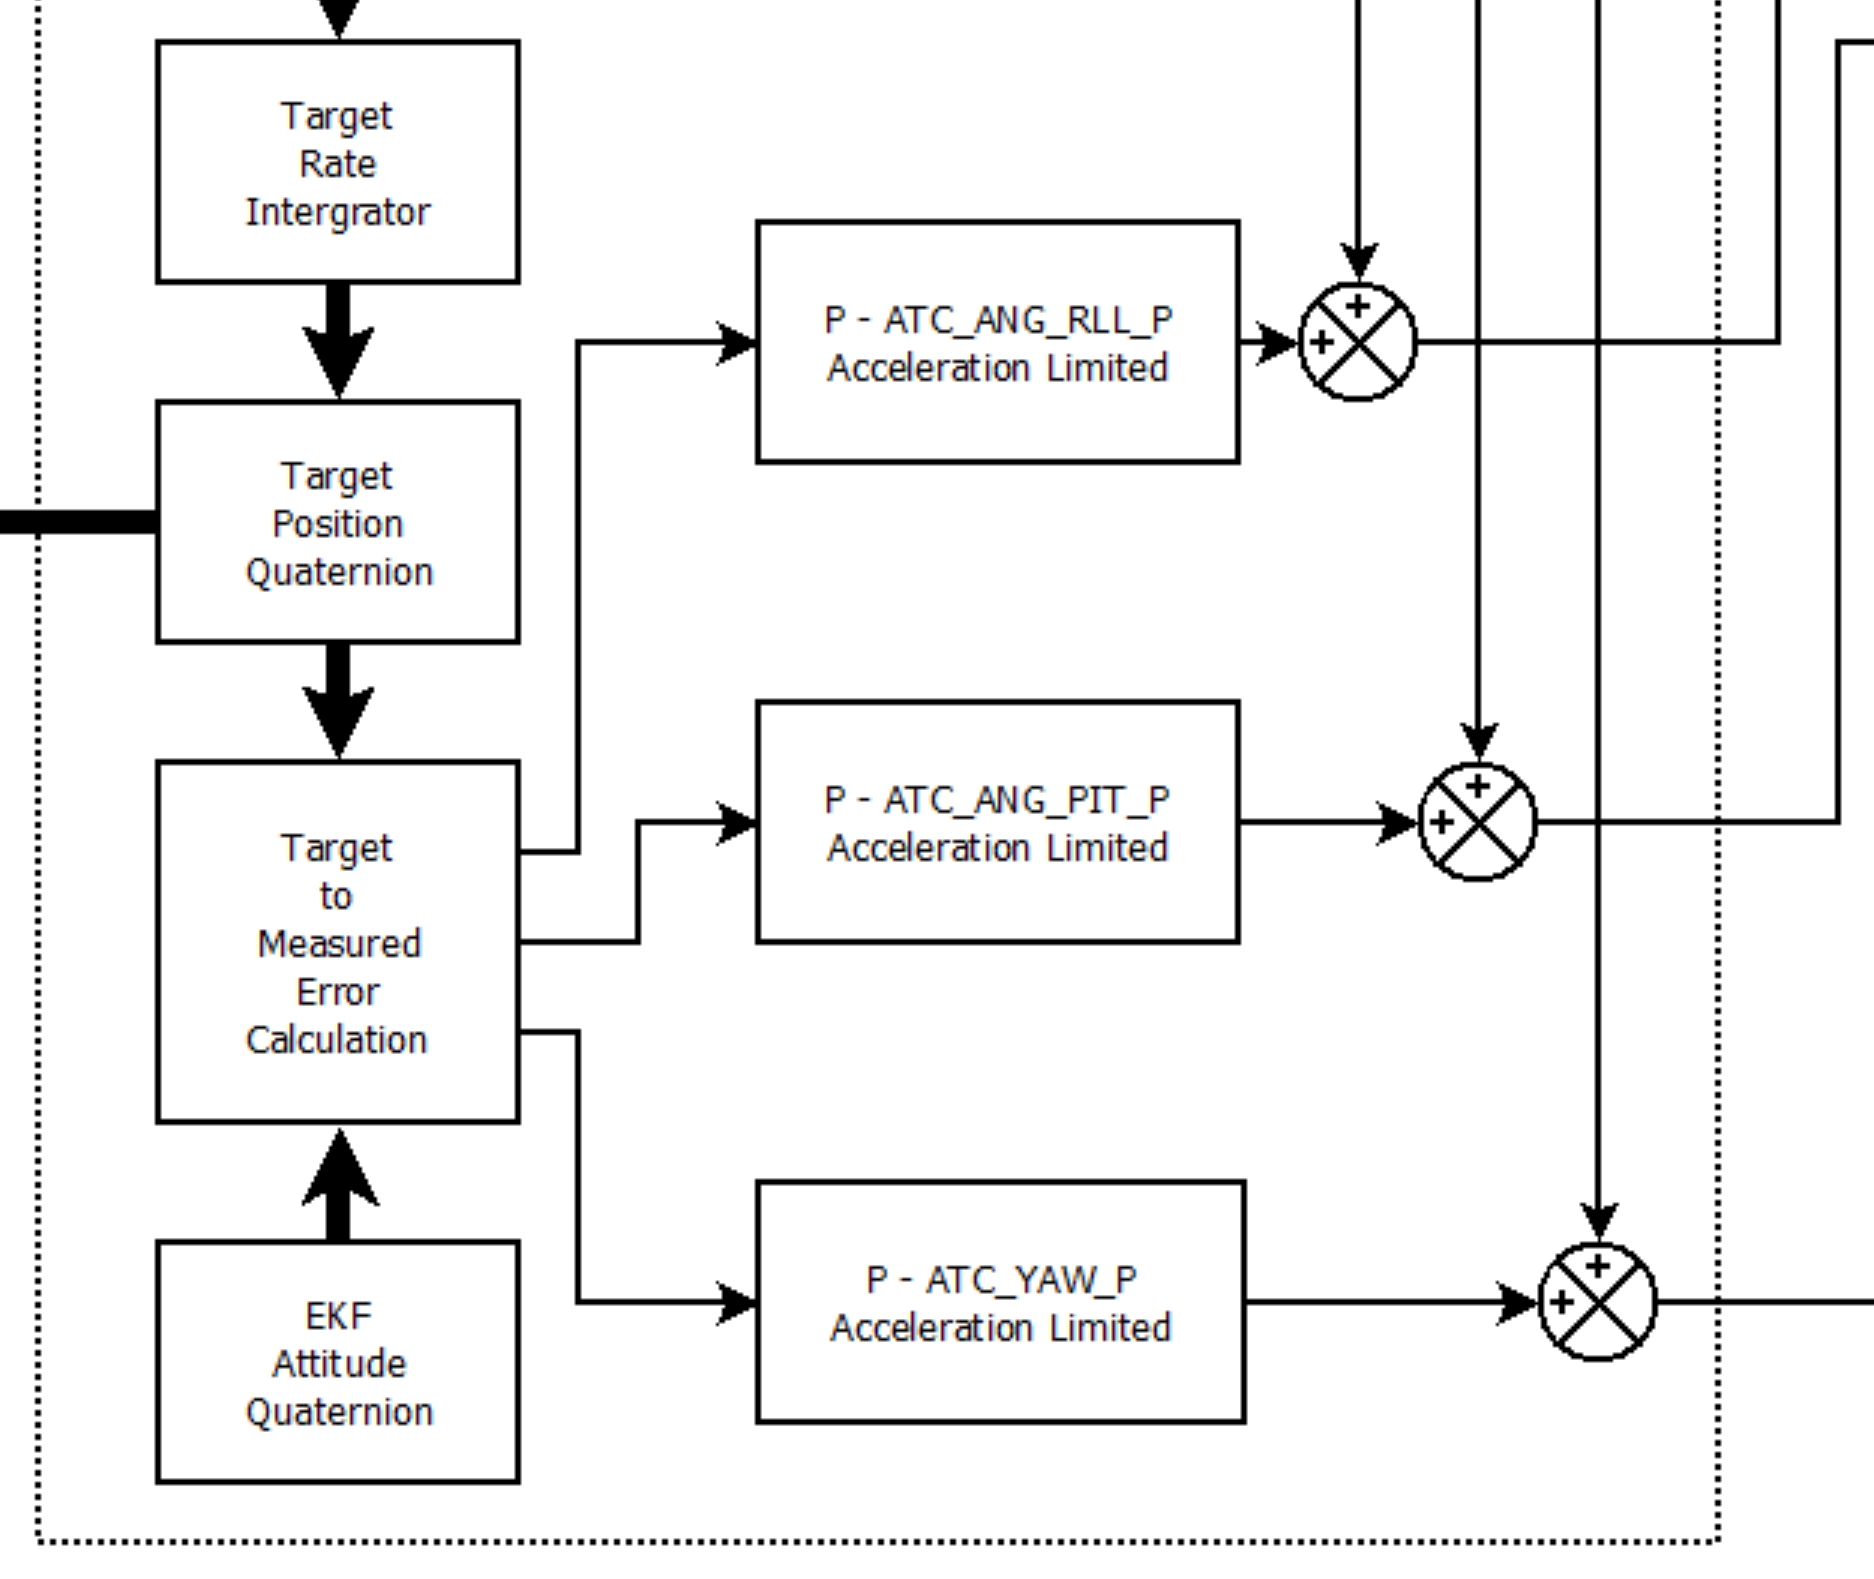 Target
Rate
Intergrator
Target
Position
Quaternion
Target
to
Measured
Error
Calculation
EKF
Attitude
Quaternion
P - ATC_ANG_RLL_P
Acceleration Limited
+
+
P - ATC_ANG_PIT_P
Acceleration Limited
+
+
P - ATC_YAW_P
Acceleration Limited
+
+